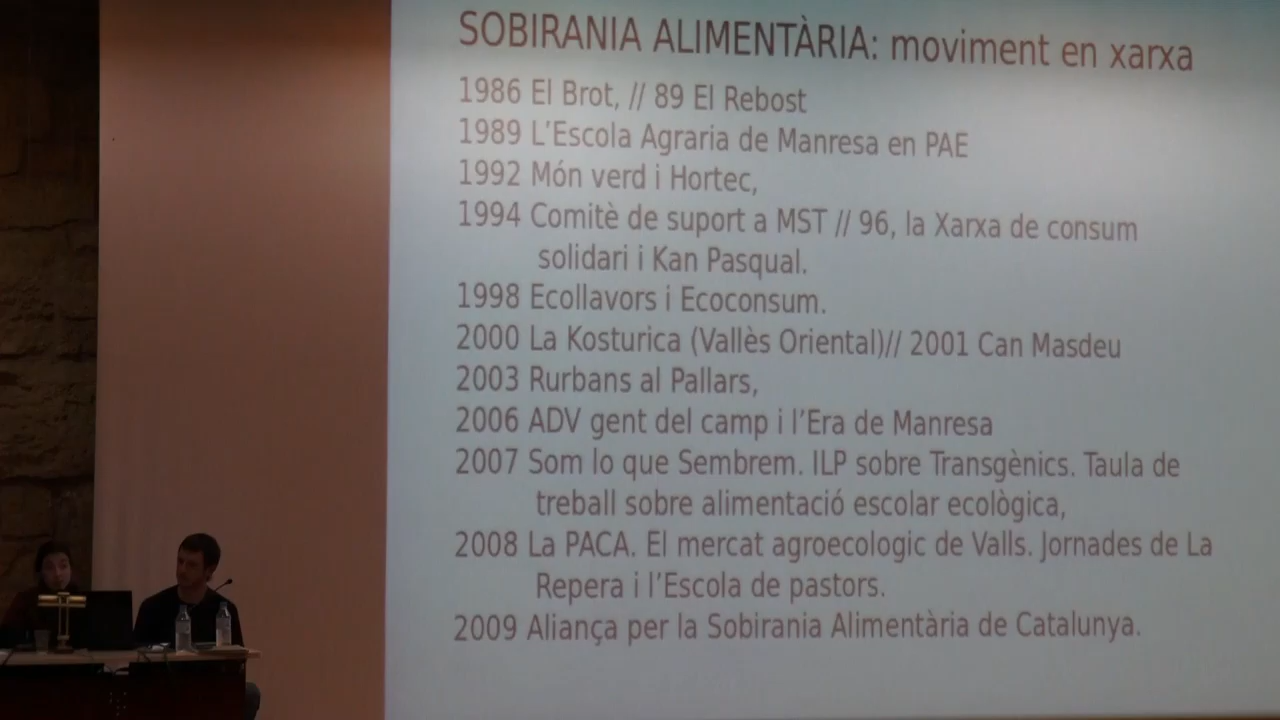 SOBIRANIA ALIMENTÀRIA: moviment en xarxa
1986 El Brot, // 89 El Rebost
1989 L'Escola Agraria de Manresa en PAE
1992 Món verd i Hortec,
1994 Comitè de suport a MST // 96, la Xarxa de consum
solidari i Kan Pasqual.
1998 Ecollavors i Ecoconsum.
2000 La Kosturica (Vallès Oriental)// 2001 Can Masdeu
2003 Rurbans al Pallars,
2006 ADV gent del camp i l'Era de Manresa
2007 Som lo que Sembrem. ILP sobre Transgènics. Taula de
treball sobre alimentació escolar ecològica,
2008 La PACA. El mercat agroecologic de Valls. Jornades de La
Repera i l'Escola de pastors.
2009 Aliança per la Sobirania Alimentària de Catalunya.